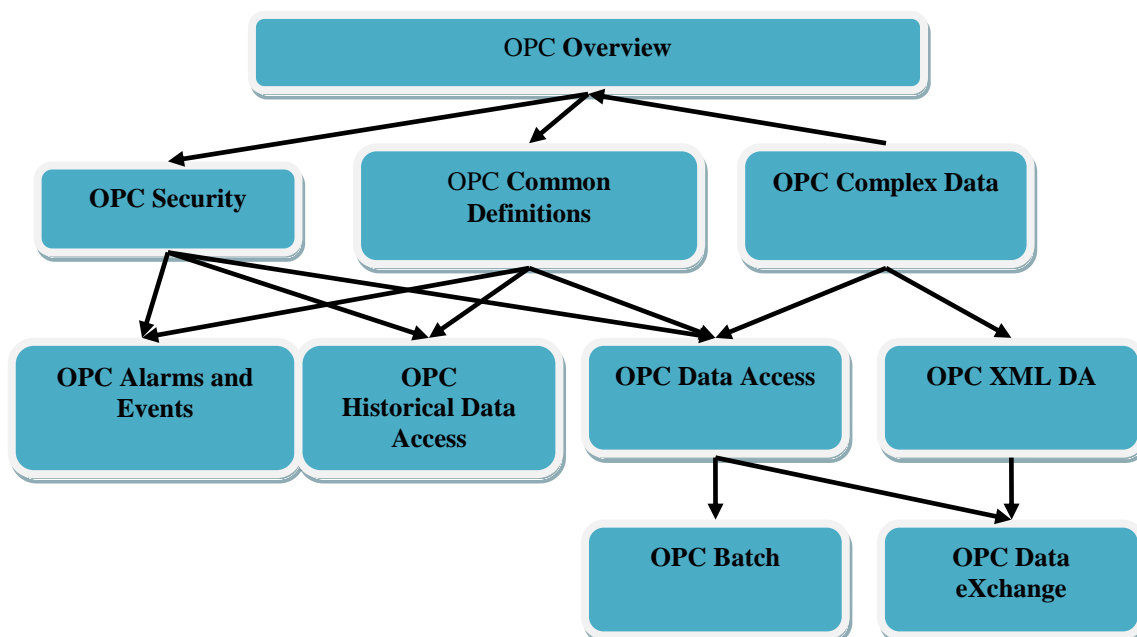 OPC Overview
OPC Security
OPC Common
Definitions
OPC Complex Data
OPC Alarms and
Events
OPC
Historical Data
Access
OPC Data Access
OPC XML DA
OPC Batch
OPC Data
eXchange